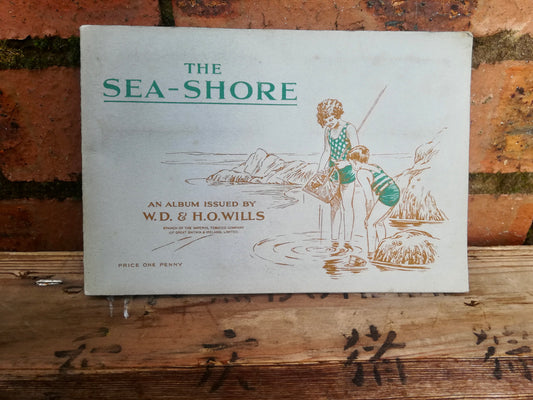 THE
SEA-SHORE
AN ALBUM ISSUED BY
W.D. & H.O. WILLS
BRANCH OF THE IMPERIAL TOBACCO COMPANY
OF GREAT BRITAIN & IRELAND, LIMITED.
PRICE ONE PENNY